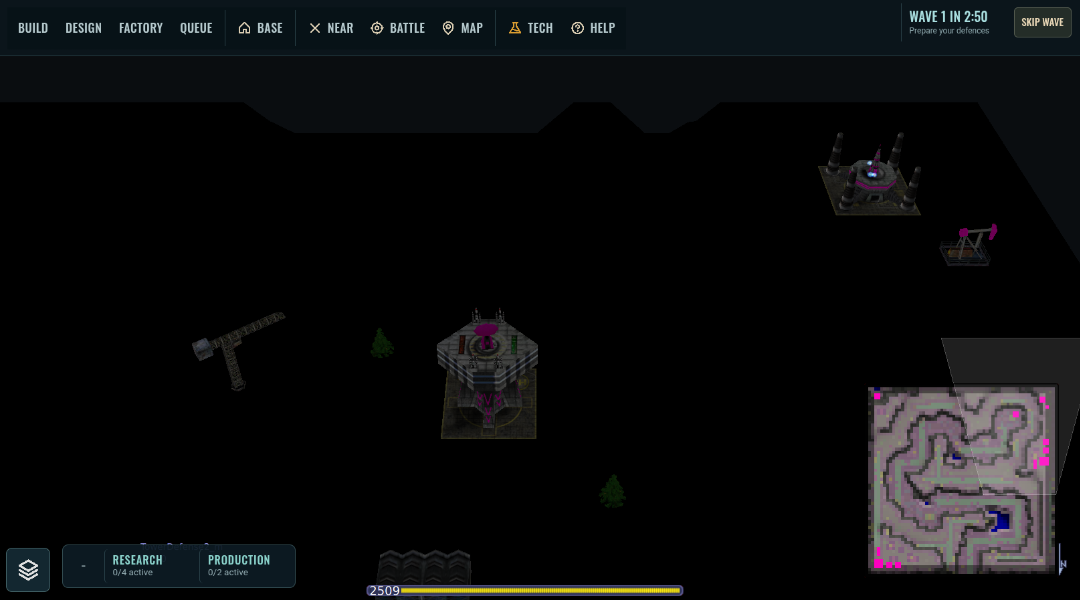 BUILD DESIGN FACTORY QUEUE BASE NEAR BATTLE MAP TECH HELP
WAVE 1 IN 2:50
Prepare your defences
SKIP WAVE
-
RESEARCH
0/4 active
PRODUCTION
0/2 active
2509
N